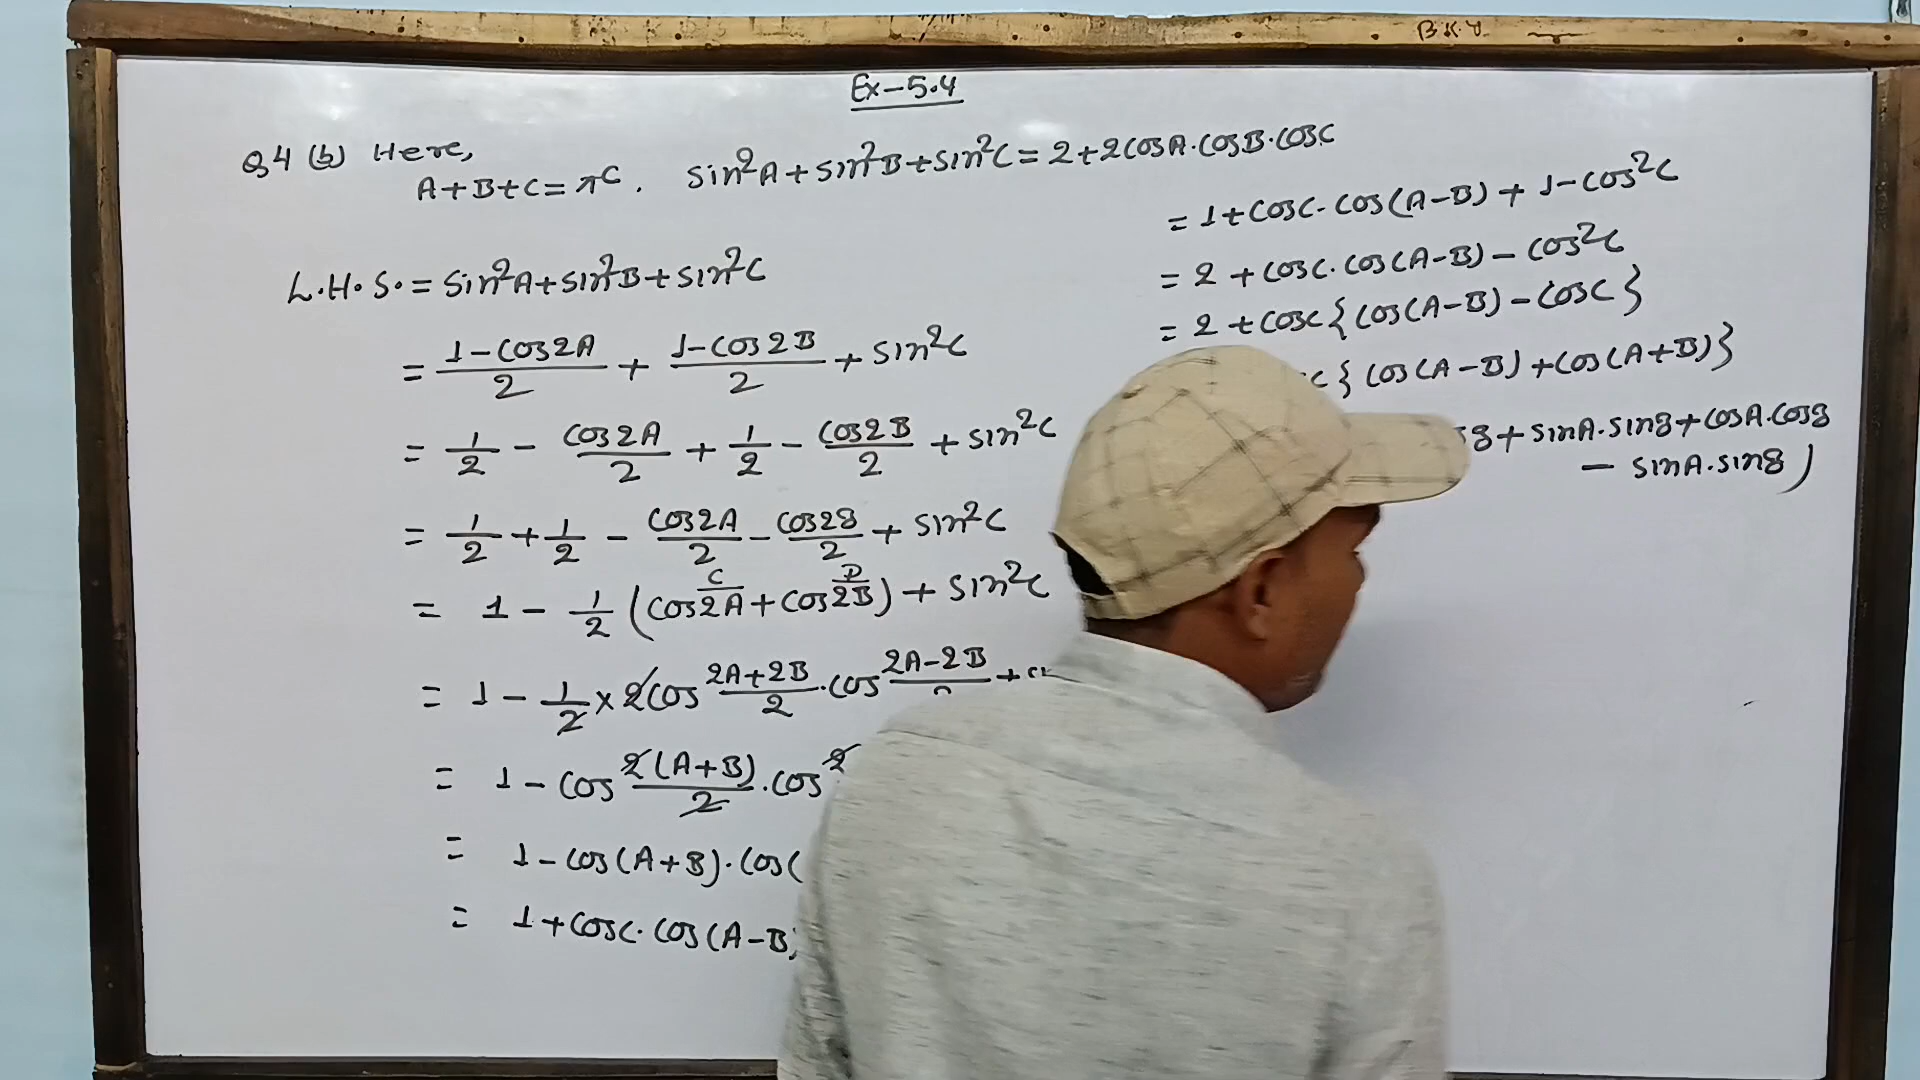 B.K.Y.
Ex-5.4
Q4 (b) Here,
A+B+C=π^c. sin²A+sin²B+sin²C=2+2cosA.cosB.cosC
L.H.S.=sin²A+sin²B+sin²C
= (1-cos2A)/2 + (1-cos2B)/2 + sin²C
= 1/2 - cos2A/2 + 1/2 - cos2B/2 + sin²C
= 1/2 + 1/2 - cos2A/2 - cos2B/2 + sin²C
C D
= 1 - 1/2 (cos2A+cos2B) + sin²C
= 1 - 1/2 × 2cos (2A+2B)/2 . cos (2A-2B)/2 +
= 1 - cos 2(A+B)/2 . cos 2
= 1 - cos(A+B).cos(
= 1+cosC.cos(A-B)
= 1+cosC.cos(A-B)+1-cos²C
= 2+cosC.cos(A-B)-cos²C
= 2+cosC{cos(A-B)-cosC}
{cos(A-B)+cos(A+B)}
B+sinA.sinB+cosA.cosB
- sinA.sinB)